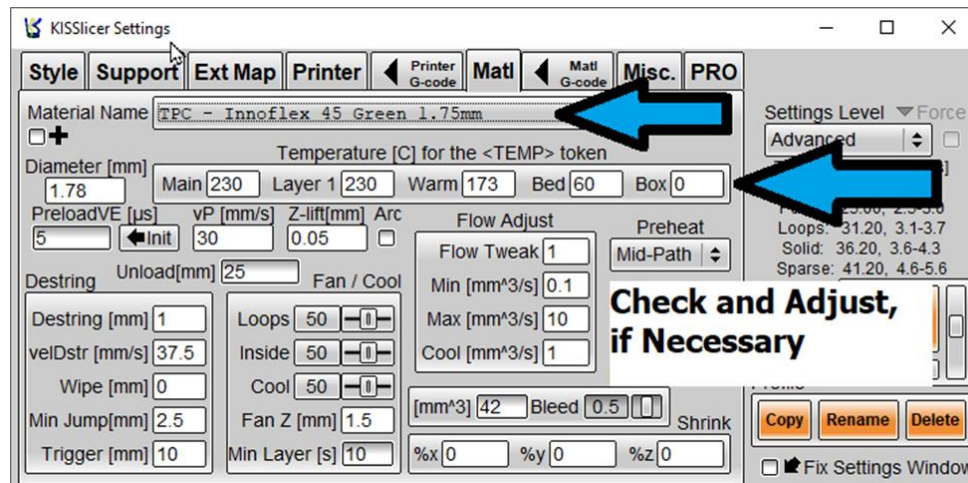 KISSlicer Settings
Style Support Ext Map Printer Printer G-code Matl Matl G-code Misc. PRO
Material Name TPC - Innoflex 45 Green 1.75mm
Settings Level Force
Advanced
Temperature [C] for the <TEMP> token
Diameter [mm]
1.78
Main 230 Layer 1 230 Warm 173 Bed 60 Box 0
PreloadVE [µs] vP [mm/s] Z-lift[mm] Arc
5 Init 30 0.05
Flow Adjust
Preheat
Mid-Path
Loops: 31.20, 3.1-3.7
Solid: 36.20, 3.6-4.3
Sparse: 41.20, 4.6-5.6
Flow Tweak 1
Min [mm^3/s] 0.1
Max [mm^3/s] 10
Cool [mm^3/s] 1
Check and Adjust,
if Necessary
Unload[mm] 25
Destring
Fan / Cool
Destring [mm] 1
velDstr [mm/s] 37.5
Wipe [mm] 0
Min Jump[mm] 2.5
Trigger [mm] 10
Loops 50
Inside 50
Cool 50
Fan Z [mm] 1.5
Min Layer [s] 10
[mm^3] 42 Bleed 0.5
Shrink
%x 0 %y 0 %z 0
Copy Rename Delete
Fix Settings Window